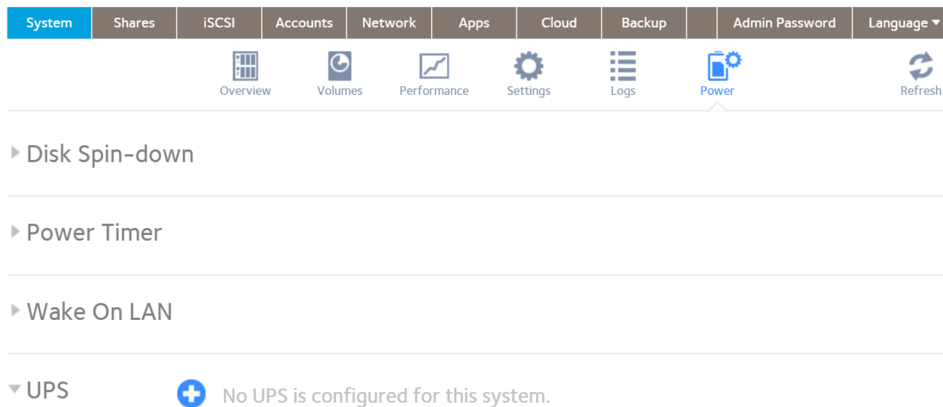 System Shares iSCSI Accounts Network Apps Cloud Backup Admin Password Language
Overview Volumes Performance Settings Logs Power Refresh
Disk Spin-down
Power Timer
Wake On LAN
UPS No UPS is configured for this system.